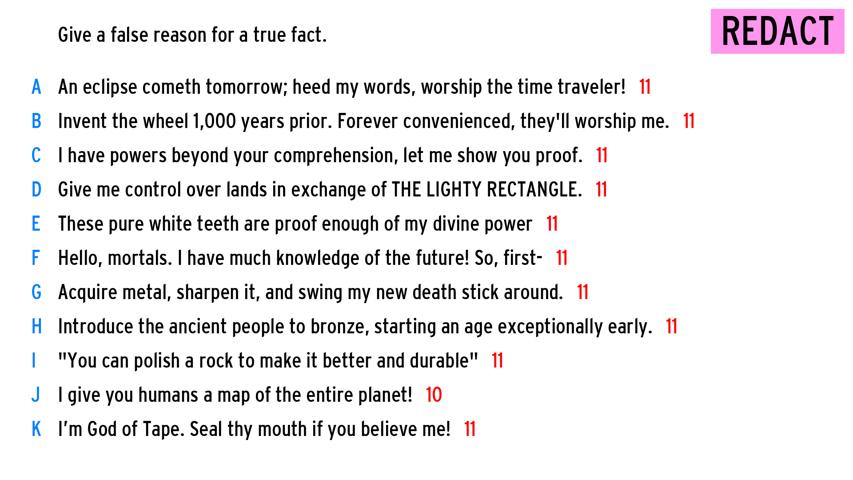 Give a false reason for a true fact.
REDACT
A An eclipse cometh tomorrow; heed my words, worship the time traveler! 11
B Invent the wheel 1,000 years prior. Forever convenienced, they'll worship me. 11
C I have powers beyond your comprehension, let me show you proof. 11
D Give me control over lands in exchange of THE LIGHTY RECTANGLE. 11
E These pure white teeth are proof enough of my divine power 11
F Hello, mortals. I have much knowledge of the future! So, first- 11
G Acquire metal, sharpen it, and swing my new death stick around. 11
H Introduce the ancient people to bronze, starting an age exceptionally early. 11
I "You can polish a rock to make it better and durable" 11
J I give you humans a map of the entire planet! 10
K I’m God of Tape. Seal thy mouth if you believe me! 11